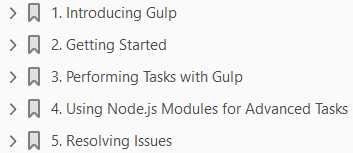 1. Introducing Gulp
2. Getting Started
3. Performing Tasks with Gulp
4. Using Node.js Modules for Advanced Tasks
5. Resolving Issues